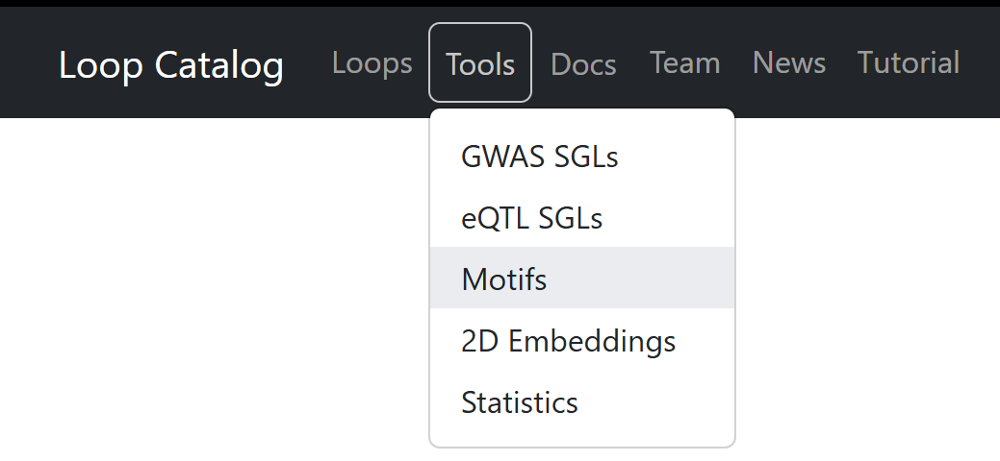 Loop Catalog Loops Tools Docs Team News Tutorial
GWAS SGLs
eQTL SGLs
Motifs
2D Embeddings
Statistics